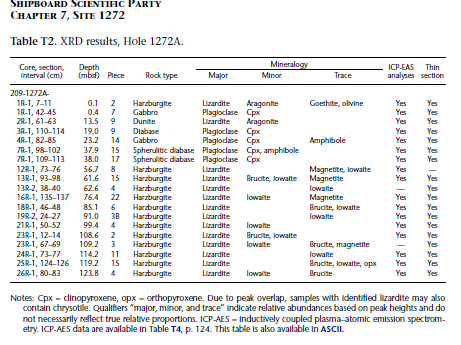 SHIPBOARD SCIENTIFIC PARTY
CHAPTER 7, SITE 1272
Table T2. XRD results, Hole 1272A.
Mineralogy
Core, section, interval (cm) Depth (mbsf) Piece Rock type Major Minor Trace ICP-EAS analyses Thin section
209-1272A-
1R-1, 7–11 0.1 2 Harzburgite Lizardite Aragonite Goethite, olivine Yes Yes
1R-1, 42–45 0.4 7 Gabbro Plagioclase Cpx Yes Yes
2R-1, 61–63 13.5 9 Dunite Lizardite Aragonite Yes Yes
3R-1, 110–114 19.0 9 Diabase Plagioclase Cpx Yes Yes
4R-1, 82–85 23.2 14 Gabbro Plagioclase Cpx Amphibole Yes Yes
7R-1, 98–102 37.9 15 Spherulitic diabase Plagioclase Cpx, amphibole Yes Yes
7R-1, 109–113 38.0 17 Spherulitic diabase Plagioclase Cpx Yes Yes
12R-1, 73–76 56.7 8 Harzburgite Lizardite Magnetite, iowaite Yes —
13R-1, 93–98 61.6 15 Harzburgite Lizardite Brucite, iowaite Magnetite Yes Yes
13R-2, 38–40 62.6 4 Harzburgite Lizardite Iowaite — Yes
16R-1, 135–137 76.4 22 Harzburgite Lizardite Iowaite Magnetite Yes Yes
18R-1, 46–48 85.1 6 Harzburgite Lizardite Brucite, iowaite Yes Yes
19R-2, 24–27 91.0 3B Harzburgite Lizardite Iowaite Yes Yes
21R-1, 50–52 99.4 4 Harzburgite Lizardite Iowaite Yes Yes
23R-1, 12–14 108.6 2 Harzburgite Lizardite Brucite, iowaite Yes Yes
23R-1, 67–69 109.2 3 Harzburgite Lizardite Iowaite Brucite, magnetite — Yes
24R-1, 73–77 114.2 11 Harzburgite Lizardite Iowaite Yes Yes
25R-1, 124–126 119.2 15 Harzburgite Lizardite Brucite, iowaite, opx Yes Yes
26R-1, 80–83 123.8 4 Harzburgite Lizardite Iowaite Brucite Yes Yes
Notes: Cpx = clinopyroxene, opx = orthopyroxene. Due to peak overlap, samples with identified lizardite may also
contain chrysotile. Qualifiers “major, minor, and trace” indicate relative abundances based on peak heights and do
not necessarily reflect true relative proportions. ICP-AES = inductively coupled plasma–atomic emission spectrom-
etry. ICP-AES data are available in Table T4, p. 124. This table is also available in ASCII.